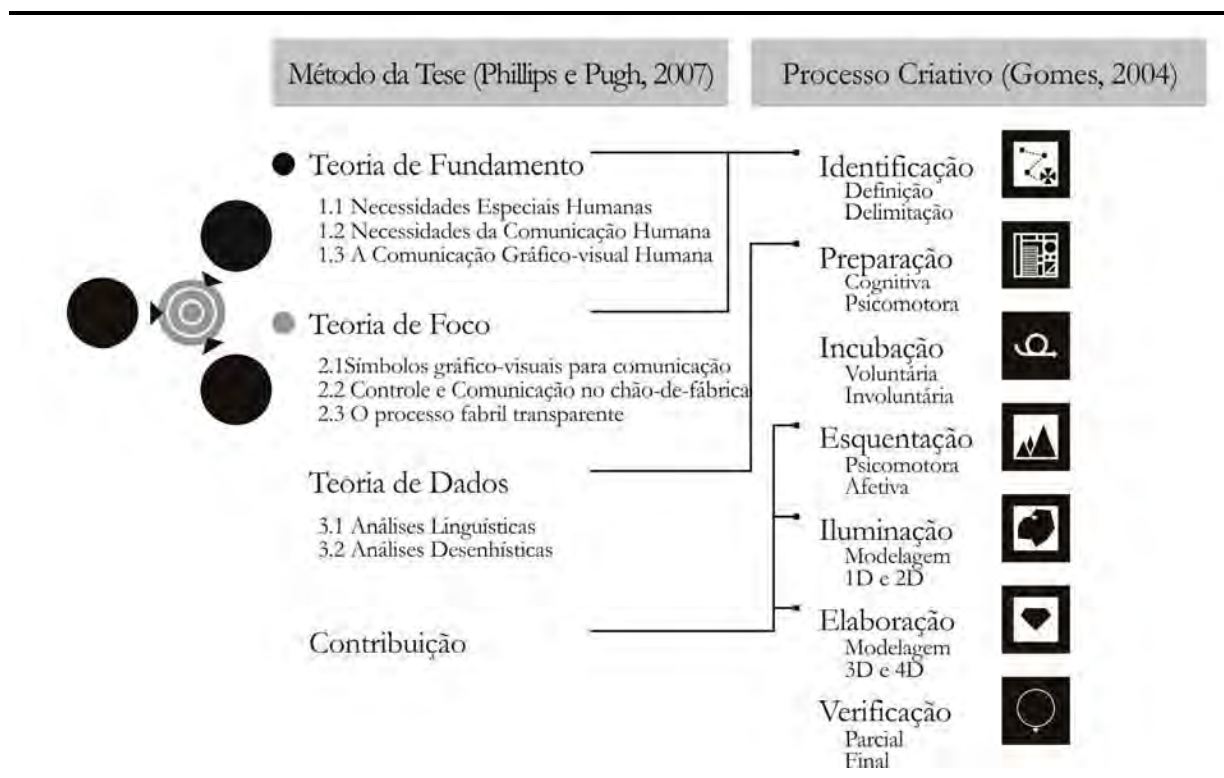 Método da Tese (Phillips e Pugh, 2007)
Teoria de Fundamento
1.1 Necessidades Especiais Humanas
1.2 Necessidades da Comunicação Humana
1.3 A Comunicação Gráfico-visual Humana
Teoria de Foco
2.1Símbolos gráfico-visuais para comunicação
2.2 Controle e Comunicação no chão-de-fábrica
2.3 O processo fabril transparente
Teoria de Dados
3.1 Análises Linguísticas
3.2 Análises Desenhísticas
Contribuição
Processo Criativo (Gomes, 2004)
Identificação
Definição
Delimitação
Preparação
Cognitiva
Psicomotora
Incubação
Voluntária
Involuntária
Esquentação
Psicomotora
Afetiva
Iluminação
Modelagem
1D e 2D
Elaboração
Modelagem
3D e 4D
Verificação
Parcial
Final